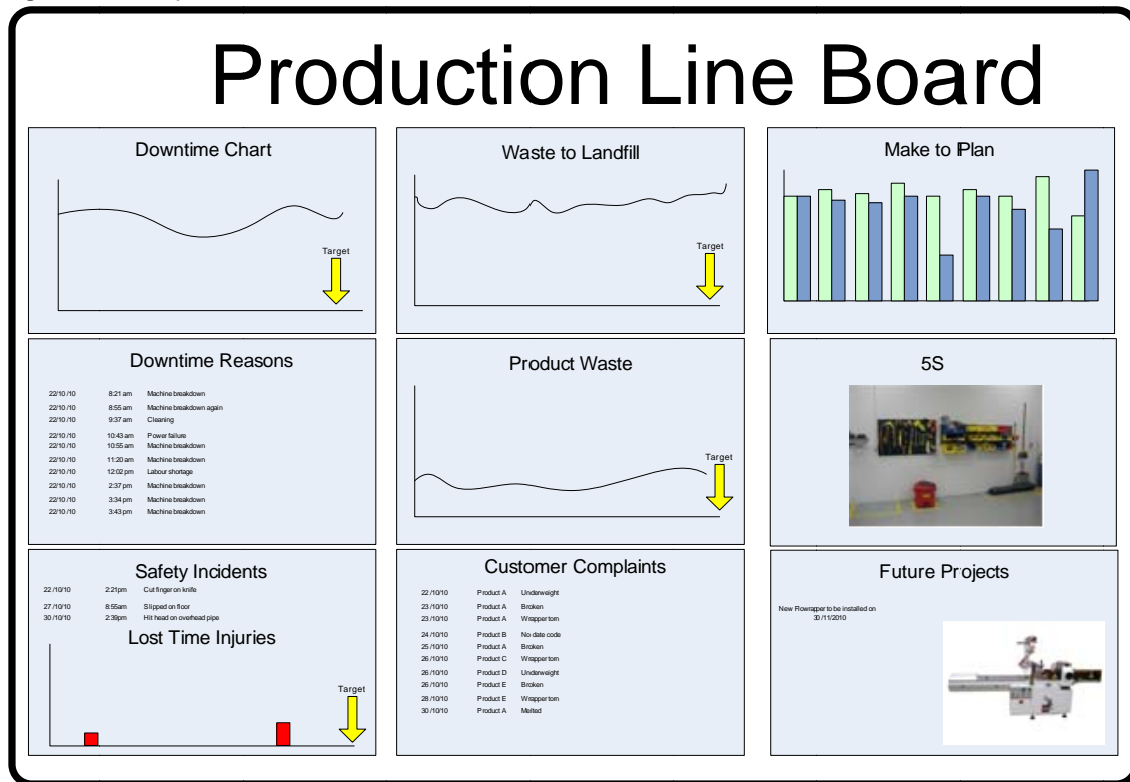 Production Line Board
Downtime Chart
Target
Waste to Landfill
Target
Make to Plan
Downtime Reasons
22/10/10 8:21 am Machine breakdown
22/10/10 8:55 am Machine breakdown again
22/10/10 9:37 am Cleaning
22/10/10 10:43 am Power failure
22/10/10 10:55 am Machine breakdown
22/10/10 11:20 am Machine breakdown
22/10/10 12:02 pm Labour shortage
22/10/10 2:37 pm Machine breakdown
22/10/10 3:34 pm Machine breakdown
22/10/10 3:43 pm Machine breakdown
Product Waste
Target
5S
Safety Incidents
22/10/10 2:21pm Cut finger on knife
27/10/10 8:55am Slipped on floor
30/10/10 2:39pm Hit head on overhead pipe
Lost Time Injuries
Target
Customer Complaints
22/10/10 Product A Underweight
23/10/10 Product A Broken
23/10/10 Product A Wrapper torn
24/10/10 Product B No date code
25/10/10 Product A Broken
26/10/10 Product C Wrapper torn
26/10/10 Product D Underweight
26/10/10 Product E Broken
28/10/10 Product E Wrapper torn
30/10/10 Product A Melted
Future Projects
New Flowrapper to be installed on
30/11/2010